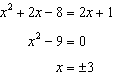 x² + 2x − 8 = 2x + 1
x² − 9 = 0
x = ±3